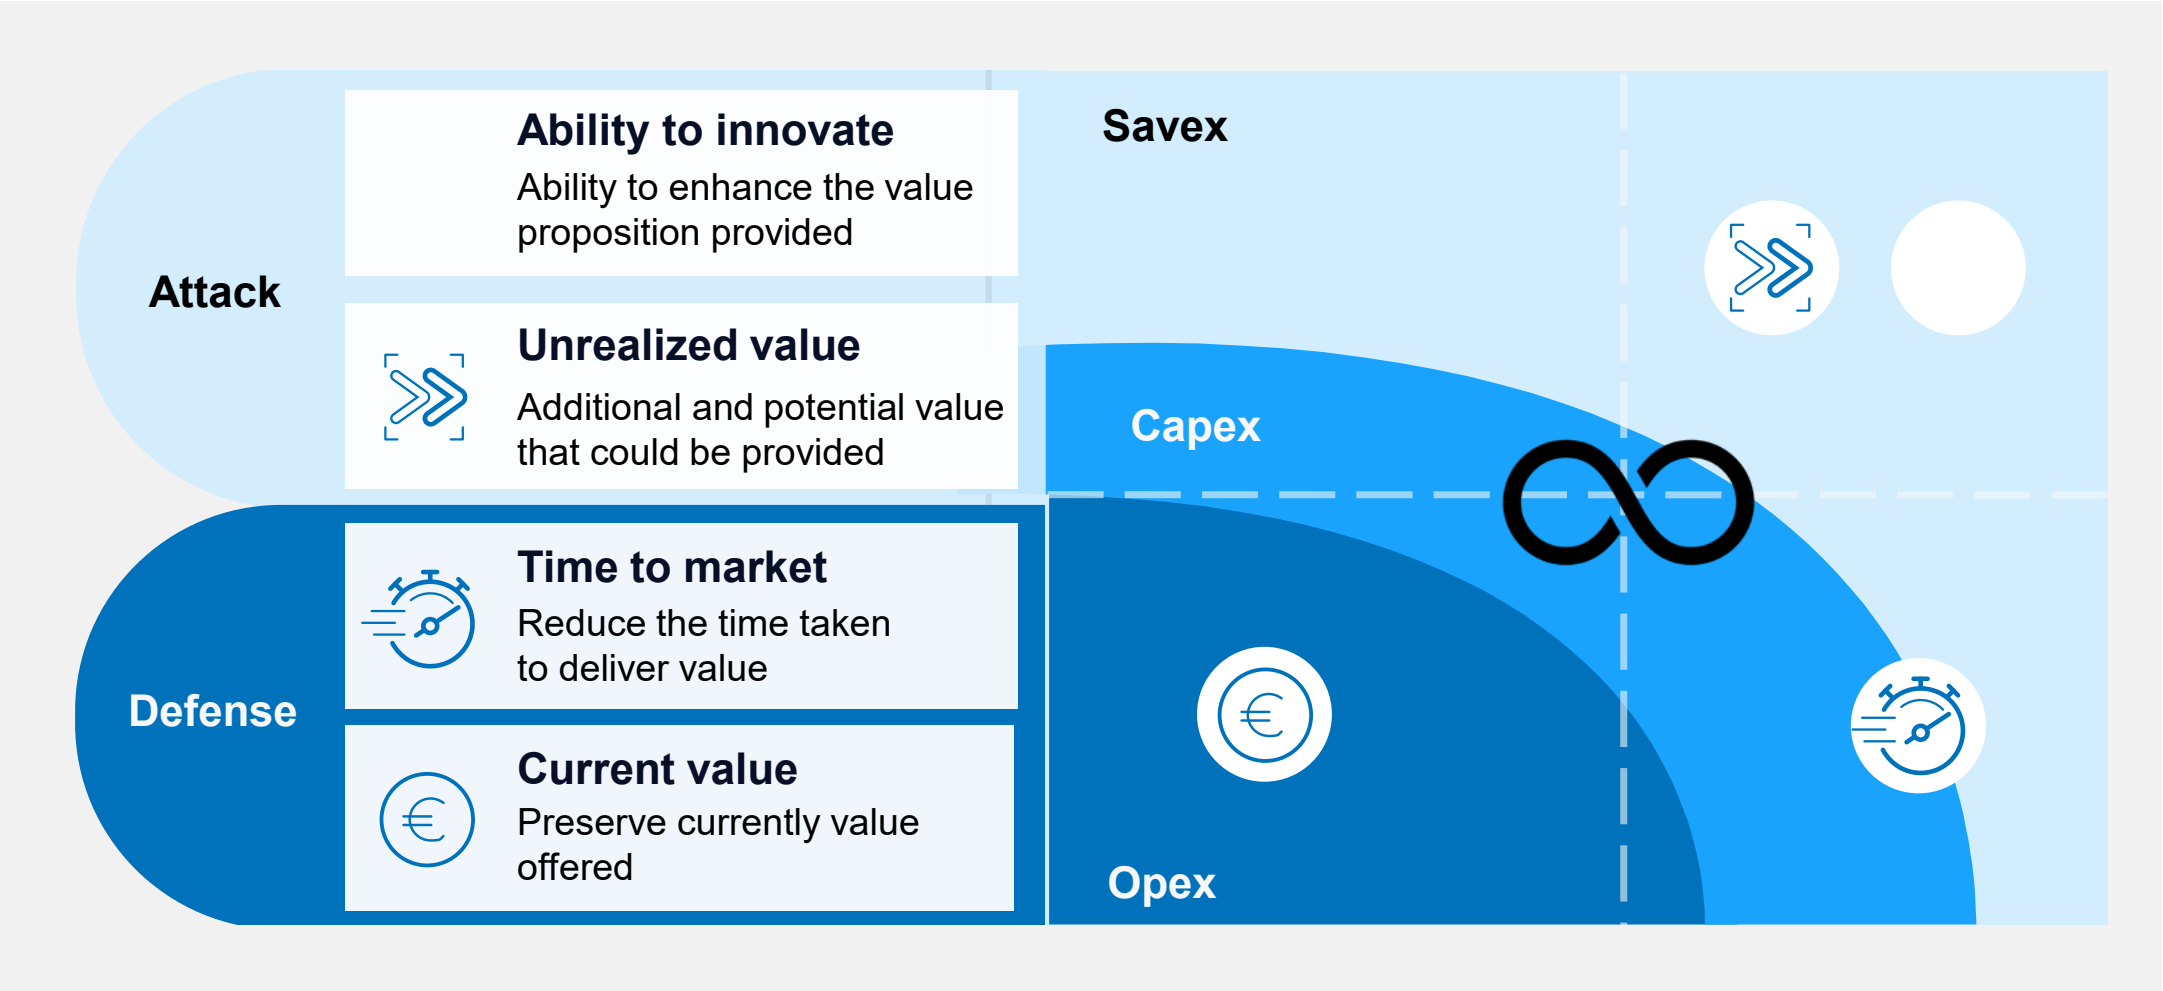 Attack
Ability to innovate
Ability to enhance the value
proposition provided
Unrealized value
Additional and potential value
that could be provided
Defense
Time to market
Reduce the time taken
to deliver value
Current value
Preserve currently value
offered
Savex
Capex
Opex